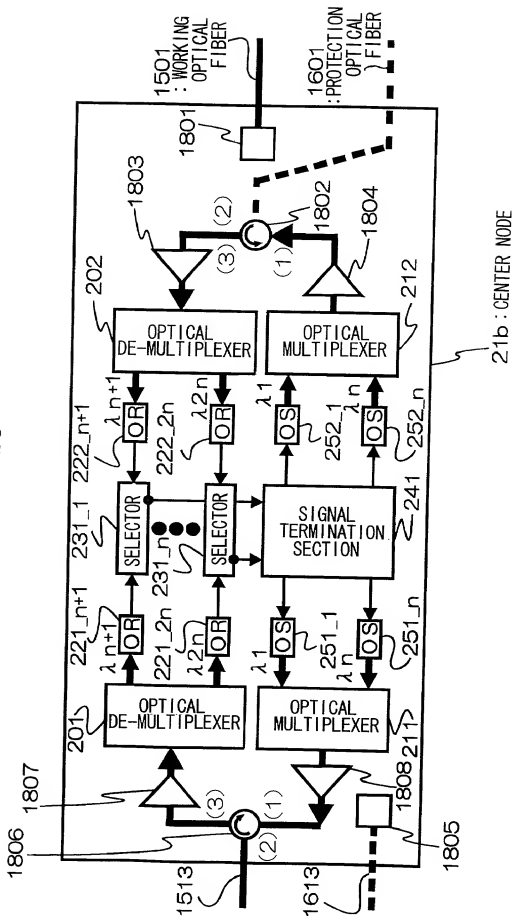 1501
: WORKING
OPTICAL
FIBER
1601
: PROTECTION
OPTICAL
FIBER
1801
1803
(2)
(3)
1802
(1)
1804
202
OPTICAL
DE-MULTIPLEXER
212
OPTICAL
MULTIPLEXER
21b : CENTER NODE
222_n+1
λn+1
OR
222_2n
λ2n
OR
λ1
OS
252_1
λn
OS
252_n
231_1
SELECTOR
231_n
SELECTOR
SIGNAL
TERMINATION
SECTION
241
221_n+1
λn+1
OR
221_2n
λ2n
OR
λ1
OS
251_1
λn
OS
251_n
201
OPTICAL
DE-MULTIPLEXER
OPTICAL
MULTIPLEXER
211
1807
1808
1806
(3)
(1)
(2)
1805
1513
1613